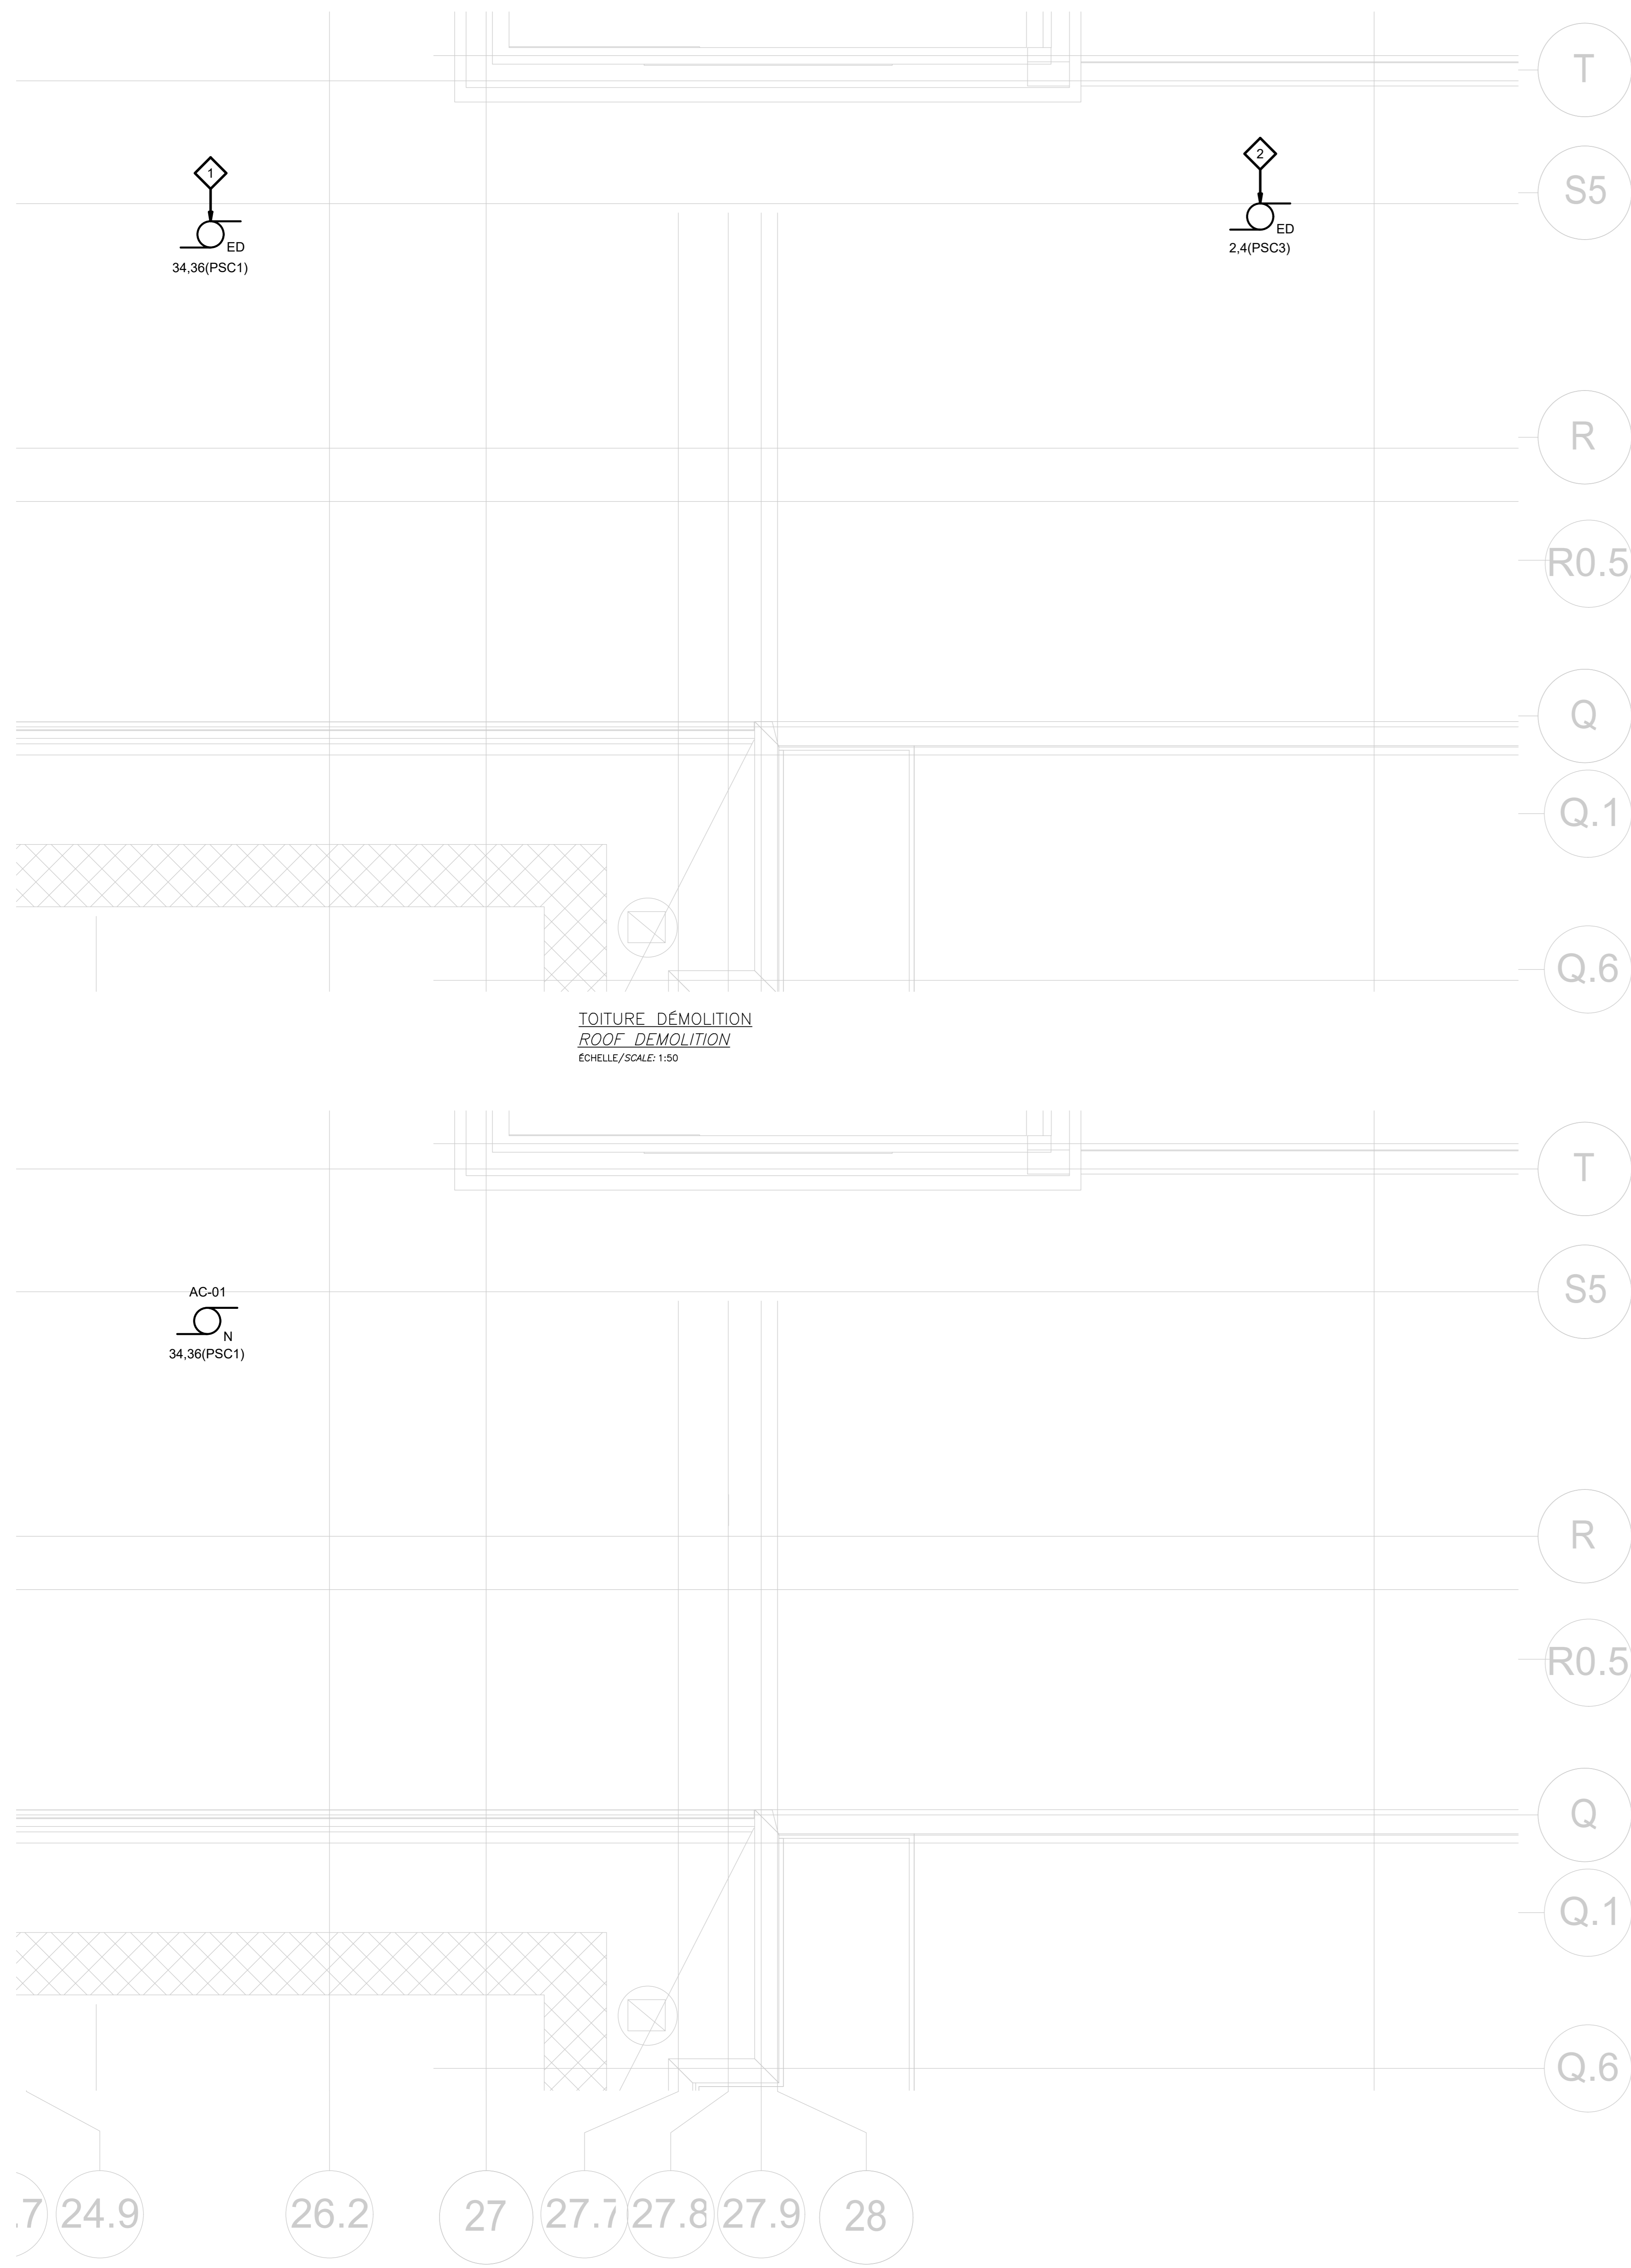 T
S5
1
2
ED
34,36(PSC1)
ED
2,4(PSC3)
R
R0.5
Q
Q.1
Q.6
TOITURE DÉMOLITION
ROOF DEMOLITION
ÉCHELLE/SCALE: 1:50
T
S5
AC-01
N
34,36(PSC1)
R
R0.5
Q
Q.1
Q.6
.7
24.9
26.2
27
27.7
27.8
27.9
28